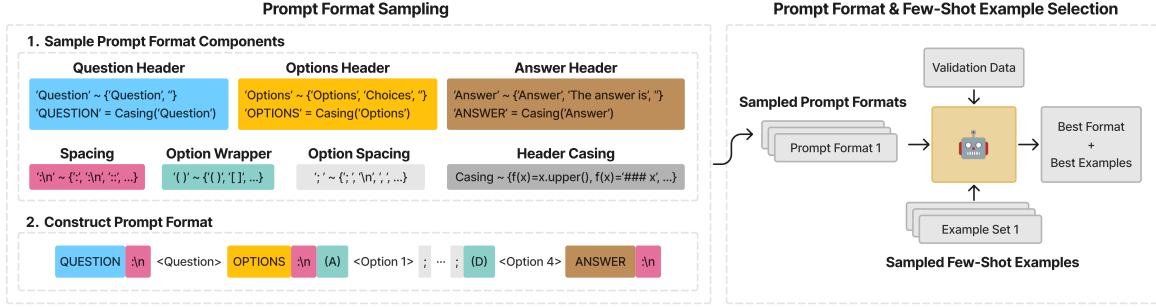 Prompt Format Sampling
Prompt Format & Few-Shot Example Selection
1. Sample Prompt Format Components
Question Header
Options Header
Answer Header
‘Question’ ~ {‘Question’, ‘’}
‘QUESTION’ = Casing(‘Question’)
‘Options’ ~ {‘Options’, ‘Choices’, ‘’}
‘OPTIONS’ = Casing(‘Options’)
‘Answer’ ~ {‘Answer’, ‘The answer is’, ‘’}
‘ANSWER’ = Casing(‘Answer’)
Spacing
Option Wrapper
Option Spacing
Header Casing
‘:\n’ ~ {‘:’, ‘:\n’, ‘::’, …}
‘( )’ ~ {‘( )’, ‘[ ]’, …}
‘; ’ ~ {‘; ’, ‘\n’, ‘, ’, …}
Casing ~ {f(x)=x.upper(), f(x)=‘### x’, …}
2. Construct Prompt Format
QUESTION :\n <Question> OPTIONS :\n (A) <Option 1> ; ··· ; (D) <Option 4> ANSWER :\n
Validation Data
Sampled Prompt Formats
Prompt Format 1
Best Format
+
Best Examples
Example Set 1
Sampled Few-Shot Examples